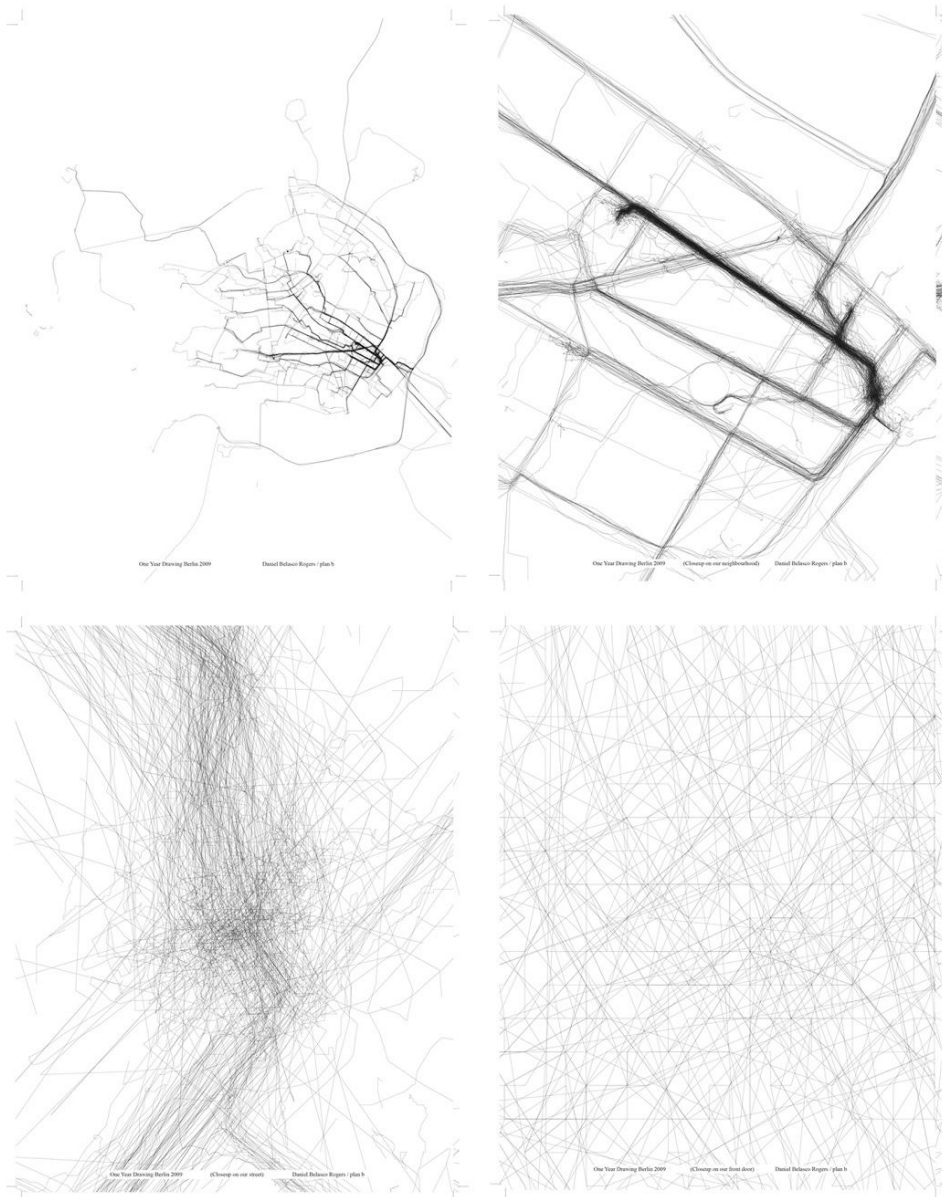 One Year Drawing Berlin 2009 Daniel Belasco Rogers / plan b
One Year Drawing Berlin 2009 (Closeup on our neighbourhood) Daniel Belasco Rogers / plan b
One Year Drawing Berlin 2009 (Closeup on our street) Daniel Belasco Rogers / plan b
One Year Drawing Berlin 2009 (Closeup on our front door) Daniel Belasco Rogers / plan b